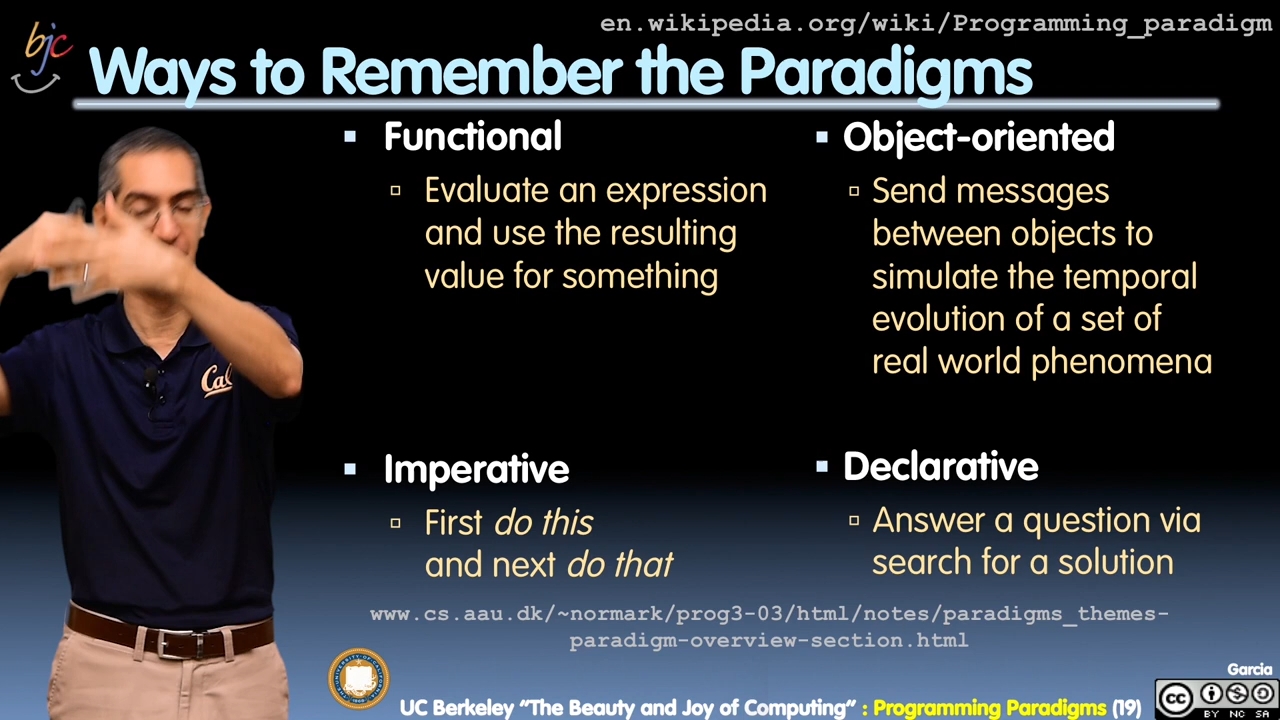 en.wikipedia.org/wiki/Programming_paradigm
bjc
Ways to Remember the Paradigms
Functional
Evaluate an expression
and use the resulting
value for something
Object-oriented
Send messages
between objects to
simulate the temporal
evolution of a set of
real world phenomena
Imperative
First do this
and next do that
Declarative
Answer a question via
search for a solution
www.cs.aau.dk/~normark/prog3-03/html/notes/paradigms_themes-
paradigm-overview-section.html
Cal
Garcia
UC Berkeley “The Beauty and Joy of Computing” : Programming Paradigms (19)
cc
BY NC SA